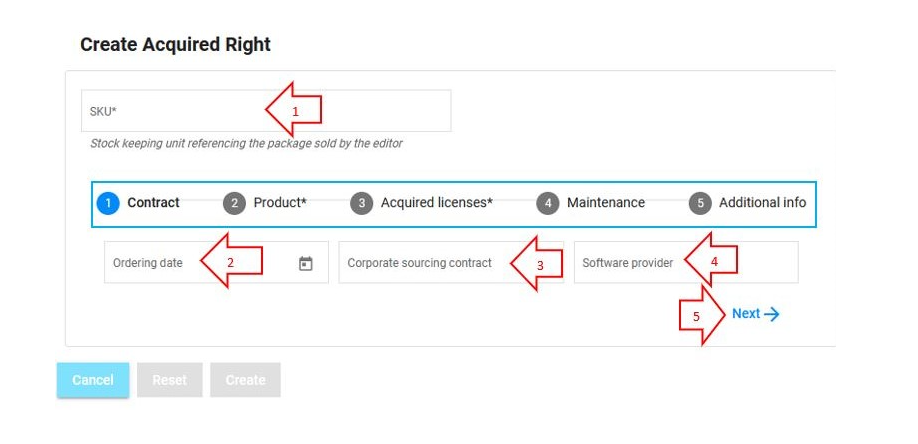 Create Acquired Right
SKU* 1
Stock keeping unit referencing the package sold by the editor
1 Contract 2 Product* 3 Acquired licenses* 4 Maintenance 5 Additional info
Ordering date 2 Corporate sourcing contract 3 Software provider 4
5 Next
Cancel Reset Create